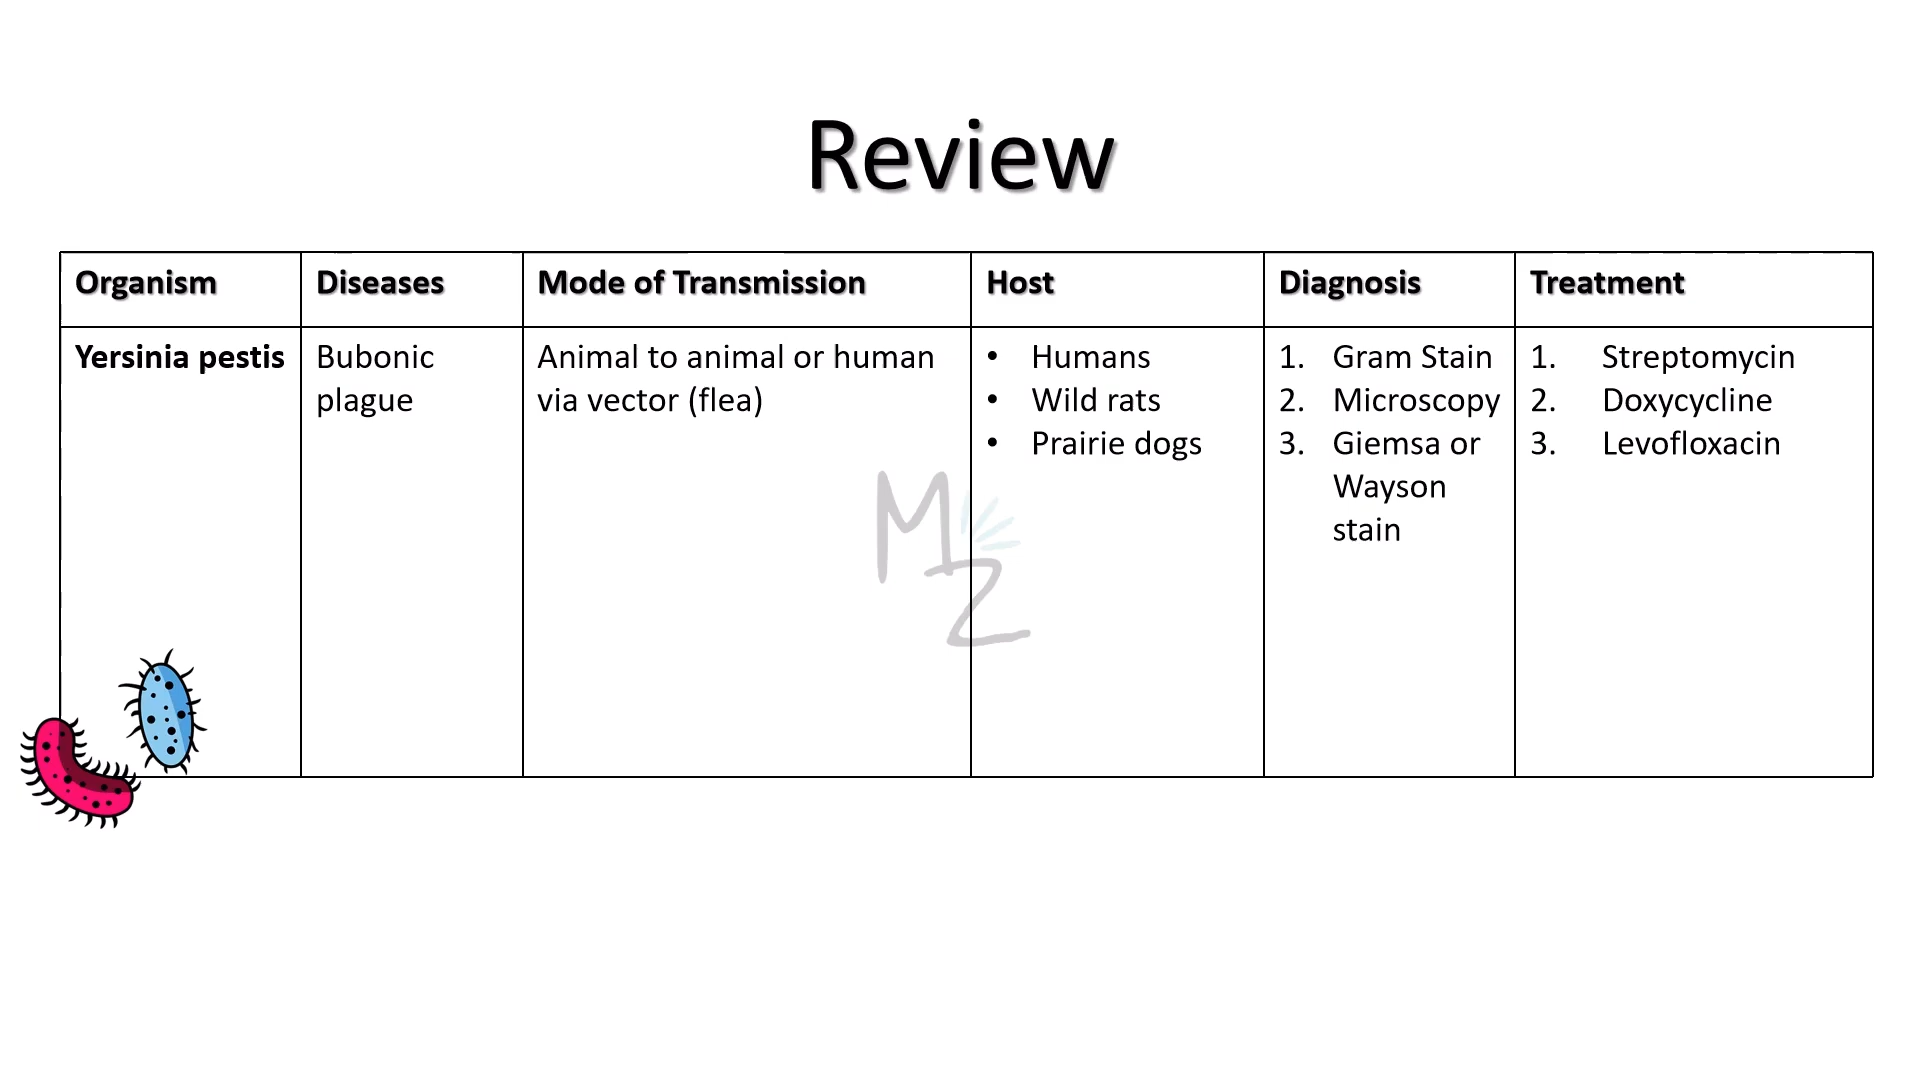 Review
Organism
Diseases
Mode of Transmission
Host
Diagnosis
Treatment
Yersinia pestis
Bubonic
plague
Animal to animal or human
via vector (flea)
• Humans
• Wild rats
• Prairie dogs
1. Gram Stain
2. Microscopy
3. Giemsa or
Wayson
stain
1. Streptomycin
2. Doxycycline
3. Levofloxacin
MZ